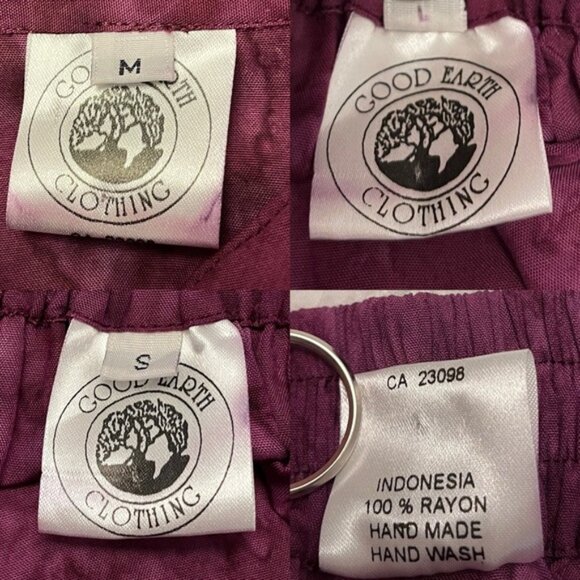 M
GOOD EARTH
CLOTHING
L
GOOD EARTH
CLOTHING
S
GOOD EARTH
CLOTHING
CA 23098
INDONESIA
100 % RAYON
HAND MADE
HAND WASH